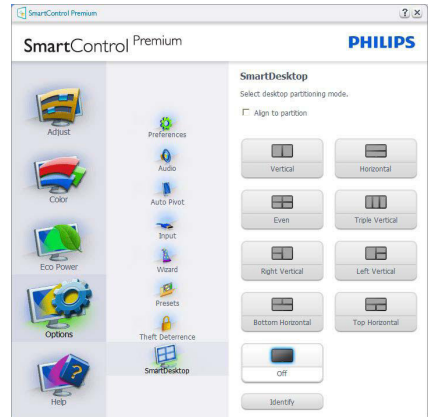 SmartControl Premium
? ×
SmartControl Premium
PHILIPS
Adjust
Color
Eco Power
Options
Help
Preferences
Audio
Auto Pivot
Input
Wizard
Presets
Theft Deterrence
SmartDesktop
SmartDesktop
Select desktop partitioning mode.
Align to partition
Vertical
Horizontal
Even
Triple Vertical
Right Vertical
Left Vertical
Bottom Horizontal
Top Horizontal
Off
Identify